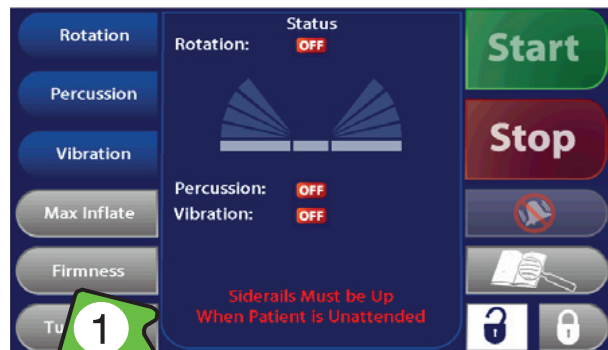 Rotation
Percussion
Vibration
Max Inflate
Firmness
Status
Rotation: OFF
Percussion: OFF
Vibration: OFF
Siderails Must be Up
When Patient is Unattended
Start
Stop
1